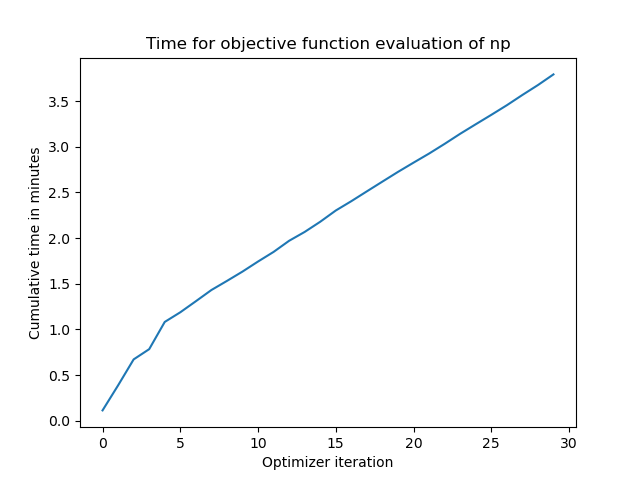 Time for objective function evaluation of np
Cumulative time in minutes
3.5
3.0
2.5
2.0
1.5
1.0
0.5
0.0
0 5 10 15 20 25 30
Optimizer iteration